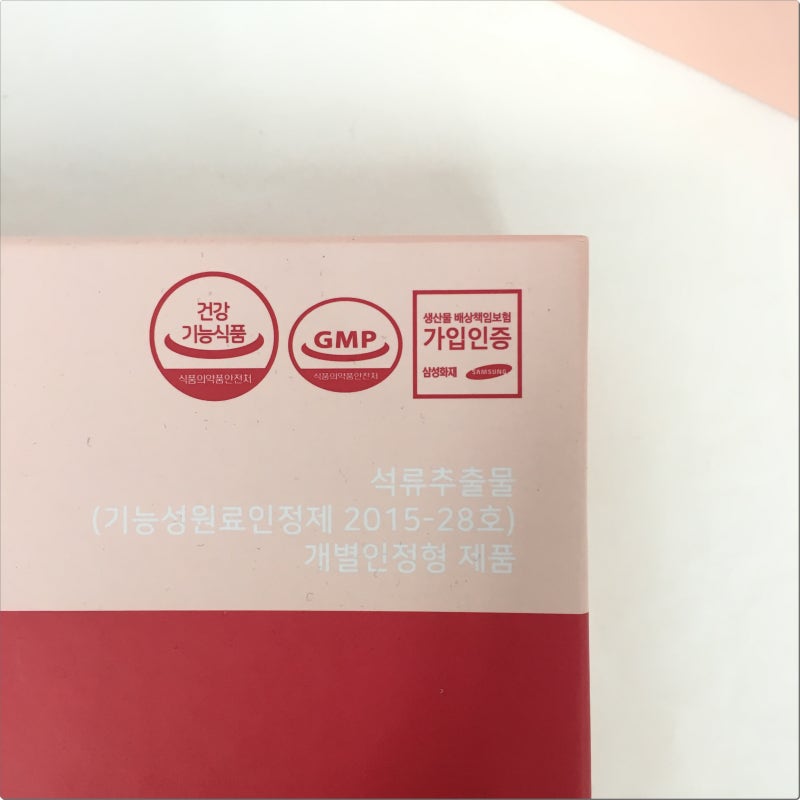 건강
기능식품
식품의약품안전처
GMP
식품의약품안전처
생산물 배상책임보험
가입인증
삼성화재 SAMSUNG
석류추출물
(기능성원료인정제 2015-28호)
개별인정형 제품